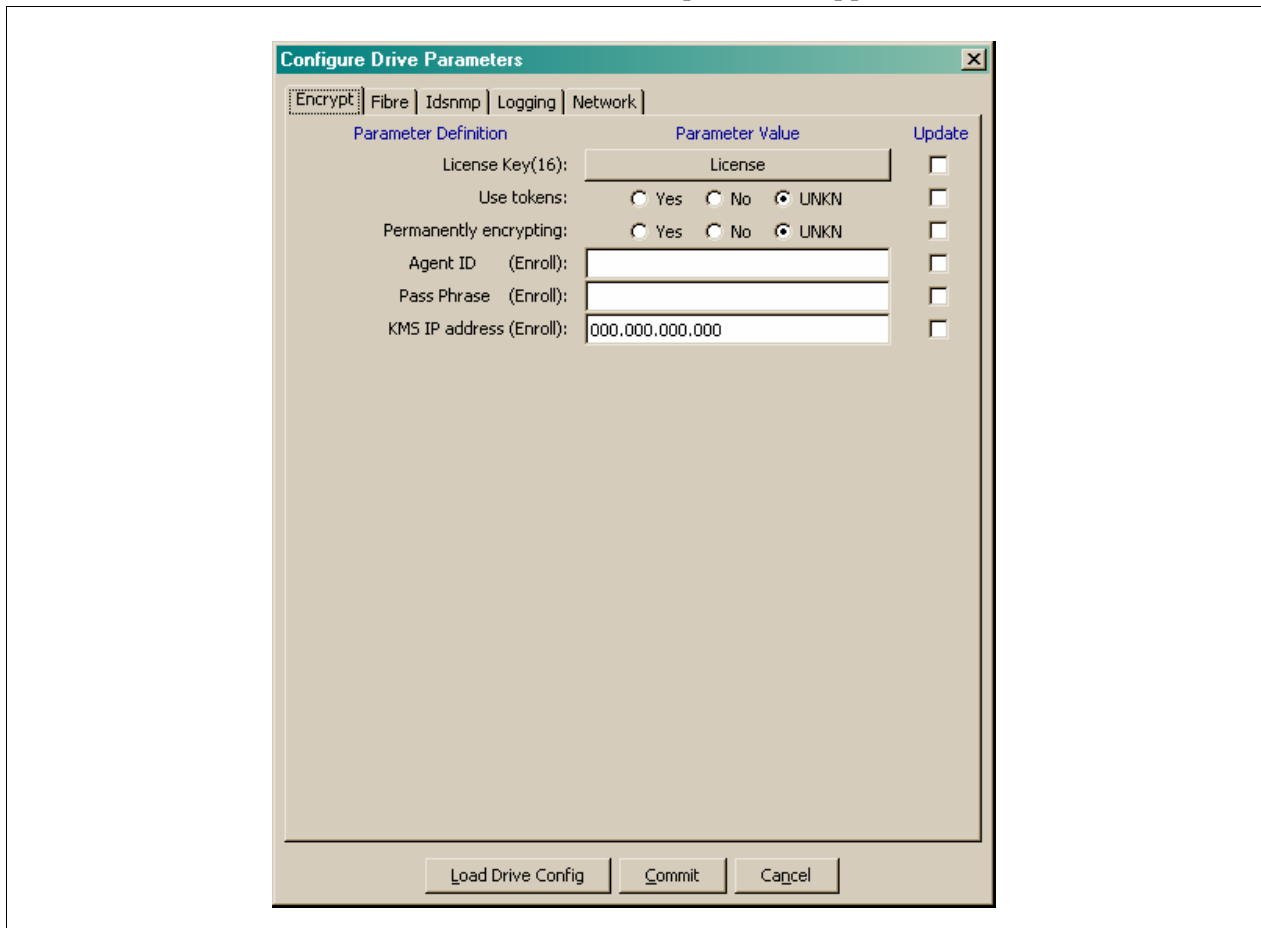 Configure Drive Parameters
Encrypt Fibre Idsnmp Logging Network
Parameter Definition Parameter Value Update
License Key(16): License
Use tokens: Yes No UNKN
Permanently encrypting: Yes No UNKN
Agent ID (Enroll):
Pass Phrase (Enroll):
KMS IP address (Enroll): 000.000.000.000
Load Drive Config Commit Cancel